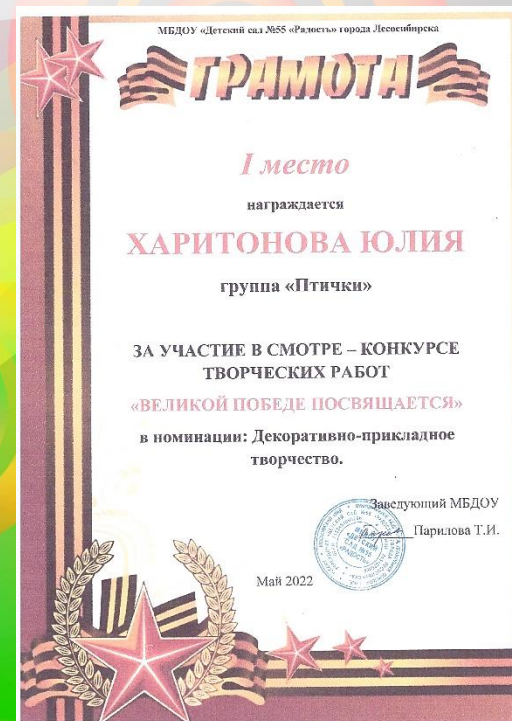 МБДОУ «Детский сад №55 «Радость» города Лесосибирска
ГРАМОТА
I место
награждается
ХАРИТОНОВА ЮЛИЯ
группа «Птички»
ЗА УЧАСТИЕ В СМОТРЕ – КОНКУРСЕ
ТВОРЧЕСКИХ РАБОТ
«ВЕЛИКОЙ ПОБЕДЕ ПОСВЯЩАЕТСЯ»
в номинации: Декоративно-прикладное
творчество.
Заведующий МБДОУ
Парилова Т.И.
Май 2022